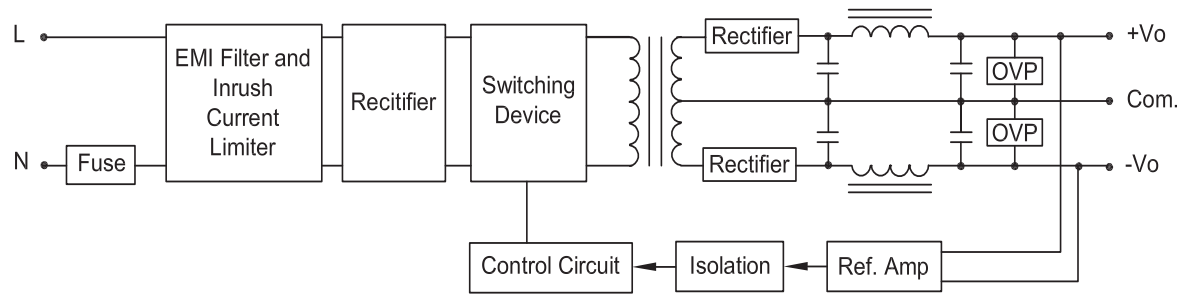 L
N
Fuse
EMI Filter and
Inrush
Current
Limiter
Recitifier
Switching
Device
Rectifier
Rectifier
OVP
OVP
+Vo
Com.
-Vo
Control Circuit
Isolation
Ref. Amp